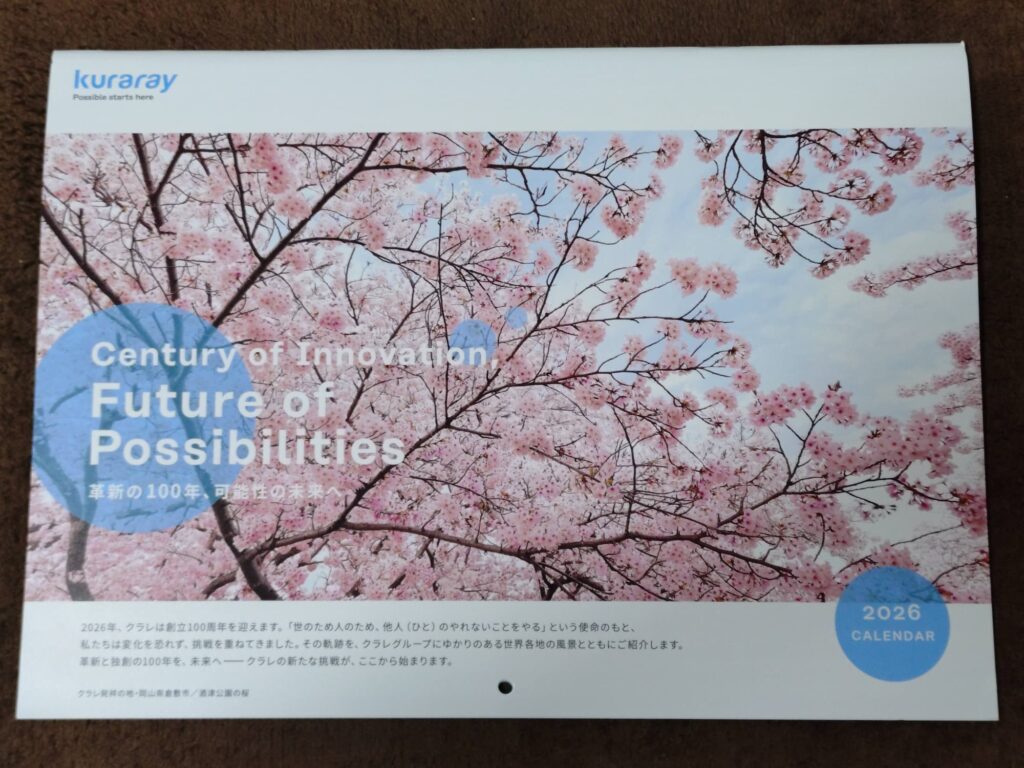 kuraray
Possible starts here
Century of Innovation,
Future of
Possibilities
革新の100年、可能性の未来へ
2026年、クラレは創立100周年を迎えます。「世のため人のため、他人（ひと）のやれないことをやる」という使命のもと、
私たちは変化を恐れず、挑戦を重ねてきました。その軌跡を、クラレグループにゆかりのある世界各地の風景とともにご紹介します。
革新と独創の100年を、未来へ──クラレの新たな挑戦が、ここから始まります。
クラレ発祥の地・岡山県倉敷市／酒津公園の桜
2026
CALENDAR